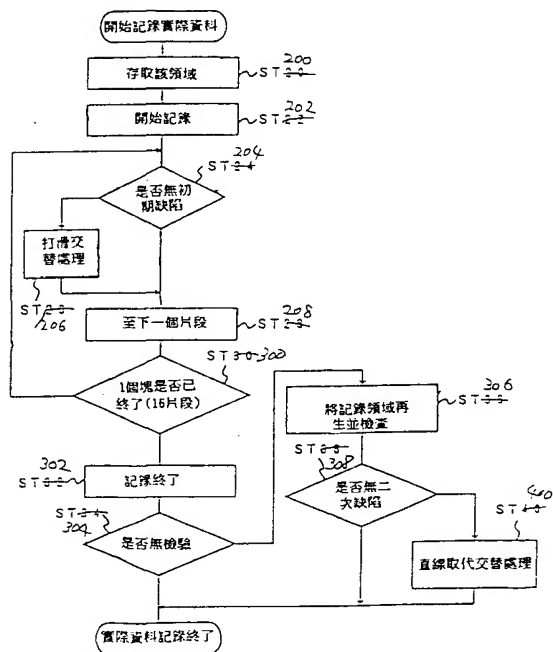 開始記錄實際資料
存取該領域
200
ST
開始記錄
202
ST
204
ST
是否無初
期缺陷
打滑交
替處理
ST
206
至下一個片段
208
ST
1個塊是否已
終了(16片段)
ST
300
將記錄領域再
生並檢查
306
ST
302
ST
記錄終了
ST
308
是否無二
次缺陷
ST
304
是否無檢驗
400
ST
直線取代交替處理
實際資料記錄終了